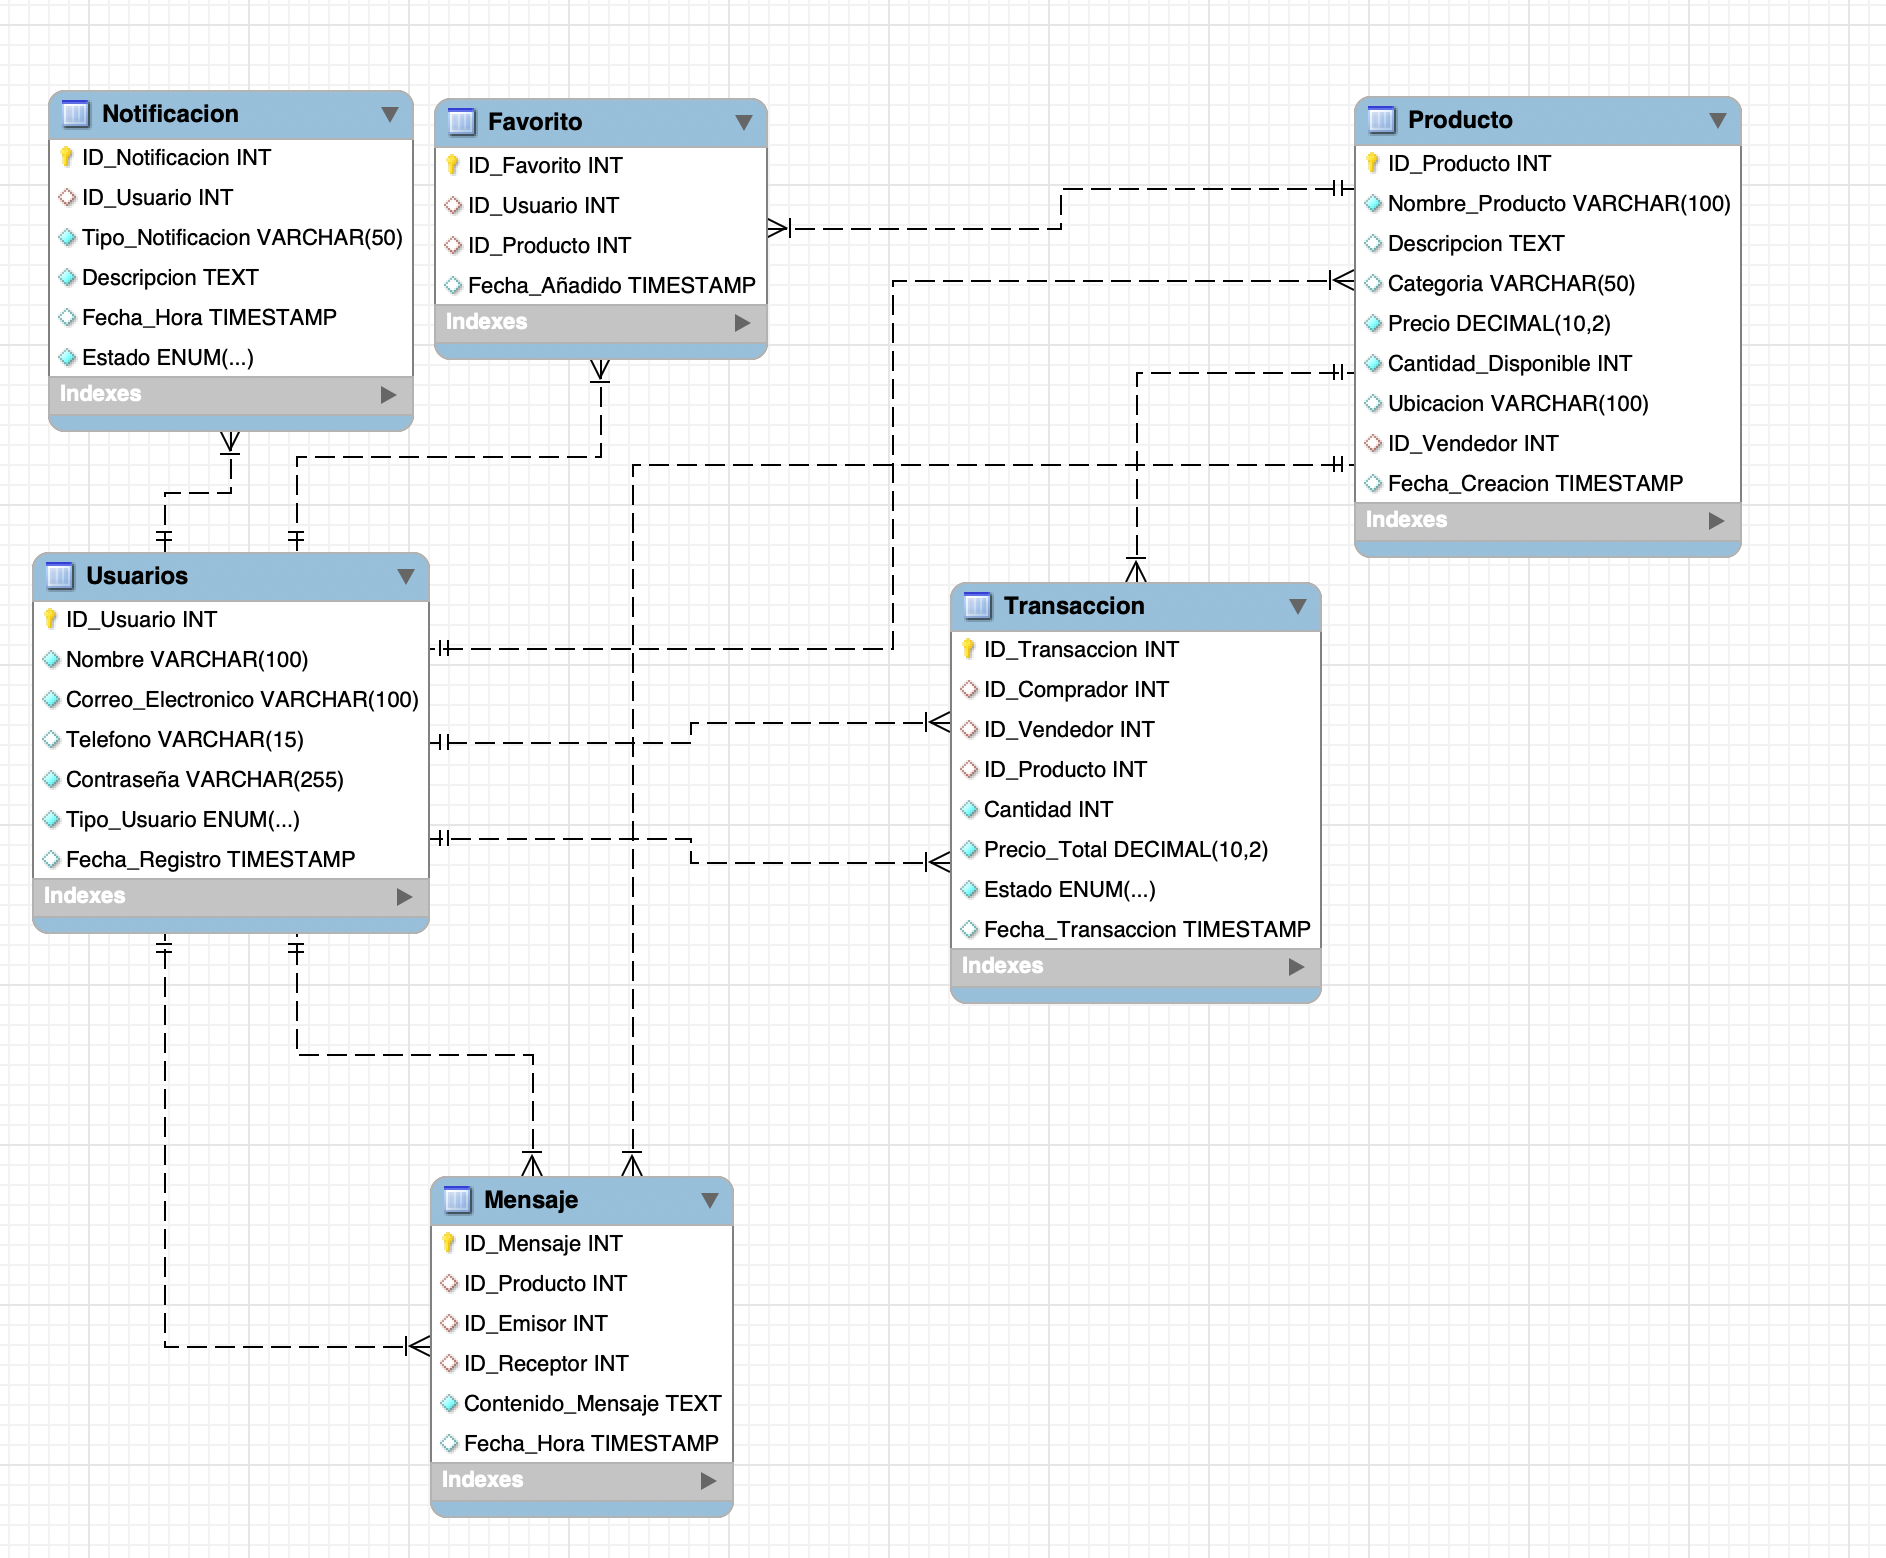 Notificacion
ID_Notificacion INT
ID_Usuario INT
Tipo_Notificacion VARCHAR(50)
Descripcion TEXT
Fecha_Hora TIMESTAMP
Estado ENUM(...)
Indexes
Favorito
ID_Favorito INT
ID_Usuario INT
ID_Producto INT
Fecha_Añadido TIMESTAMP
Indexes
Producto
ID_Producto INT
Nombre_Producto VARCHAR(100)
Descripcion TEXT
Categoria VARCHAR(50)
Precio DECIMAL(10,2)
Cantidad_Disponible INT
Ubicacion VARCHAR(100)
ID_Vendedor INT
Fecha_Creacion TIMESTAMP
Indexes
Usuarios
ID_Usuario INT
Nombre VARCHAR(100)
Correo_Electronico VARCHAR(100)
Telefono VARCHAR(15)
Contraseña VARCHAR(255)
Tipo_Usuario ENUM(...)
Fecha_Registro TIMESTAMP
Indexes
Transaccion
ID_Transaccion INT
ID_Comprador INT
ID_Vendedor INT
ID_Producto INT
Cantidad INT
Precio_Total DECIMAL(10,2)
Estado ENUM(...)
Fecha_Transaccion TIMESTAMP
Indexes
Mensaje
ID_Mensaje INT
ID_Producto INT
ID_Emisor INT
ID_Receptor INT
Contenido_Mensaje TEXT
Fecha_Hora TIMESTAMP
Indexes